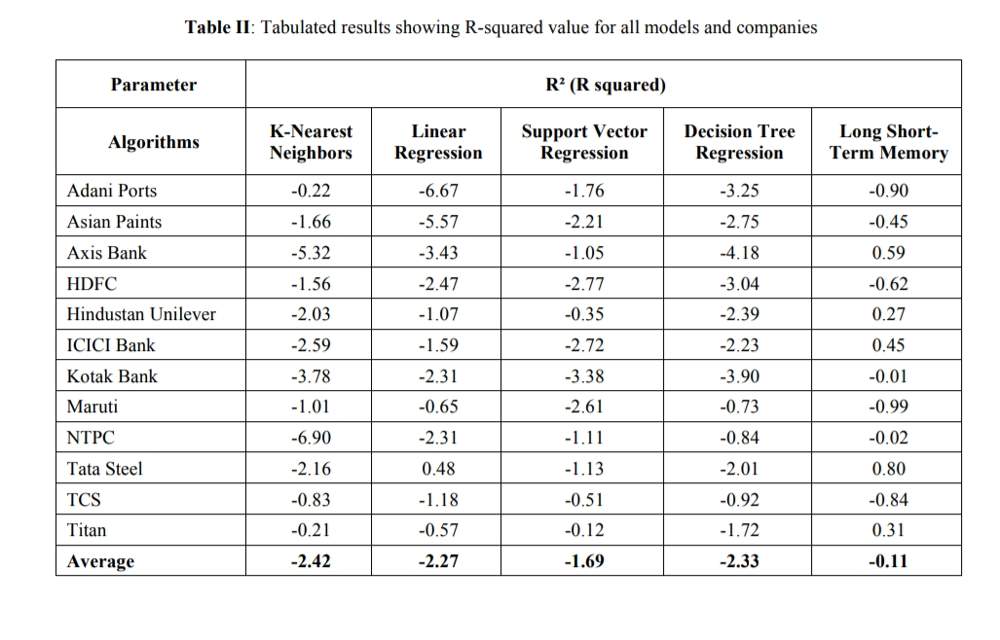 Table II: Tabulated results showing R-squared value for all models and companies
Parameter R² (R squared)
Algorithms K-Nearest Neighbors Linear Regression Support Vector Regression Decision Tree Regression Long Short-Term Memory
Adani Ports -0.22 -6.67 -1.76 -3.25 -0.90
Asian Paints -1.66 -5.57 -2.21 -2.75 -0.45
Axis Bank -5.32 -3.43 -1.05 -4.18 0.59
HDFC -1.56 -2.47 -2.77 -3.04 -0.62
Hindustan Unilever -2.03 -1.07 -0.35 -2.39 0.27
ICICI Bank -2.59 -1.59 -2.72 -2.23 0.45
Kotak Bank -3.78 -2.31 -3.38 -3.90 -0.01
Maruti -1.01 -0.65 -2.61 -0.73 -0.99
NTPC -6.90 -2.31 -1.11 -0.84 -0.02
Tata Steel -2.16 0.48 -1.13 -2.01 0.80
TCS -0.83 -1.18 -0.51 -0.92 -0.84
Titan -0.21 -0.57 -0.12 -1.72 0.31
Average -2.42 -2.27 -1.69 -2.33 -0.11